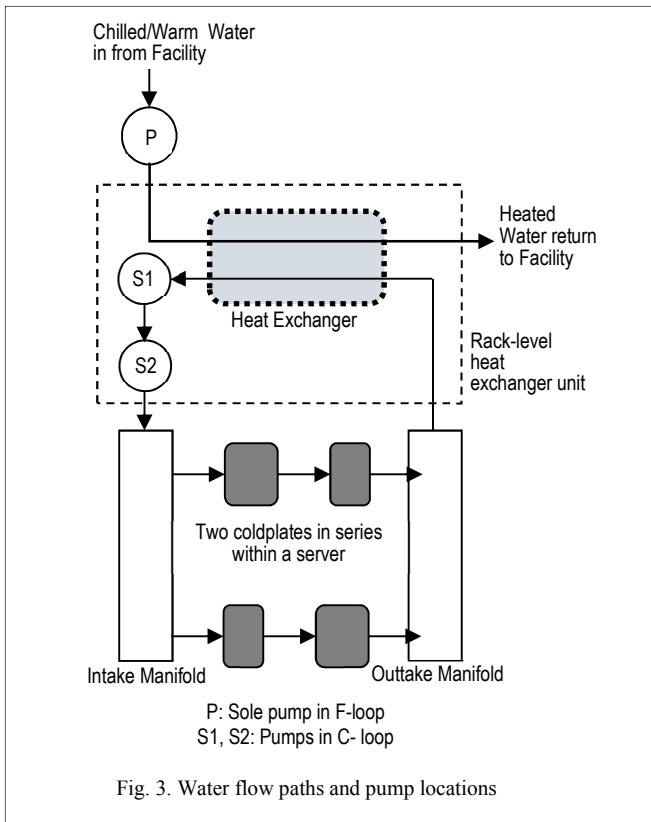 Chilled/Warm Water
in from Facility
P
Heated
Water return
to Facility
S1
Heat Exchanger
S2
Rack-level
heat
exchanger unit
Two coldplates in series
within a server
Intake Manifold
Outtake Manifold
P: Sole pump in F-loop
S1, S2: Pumps in C- loop
Fig. 3. Water flow paths and pump locations